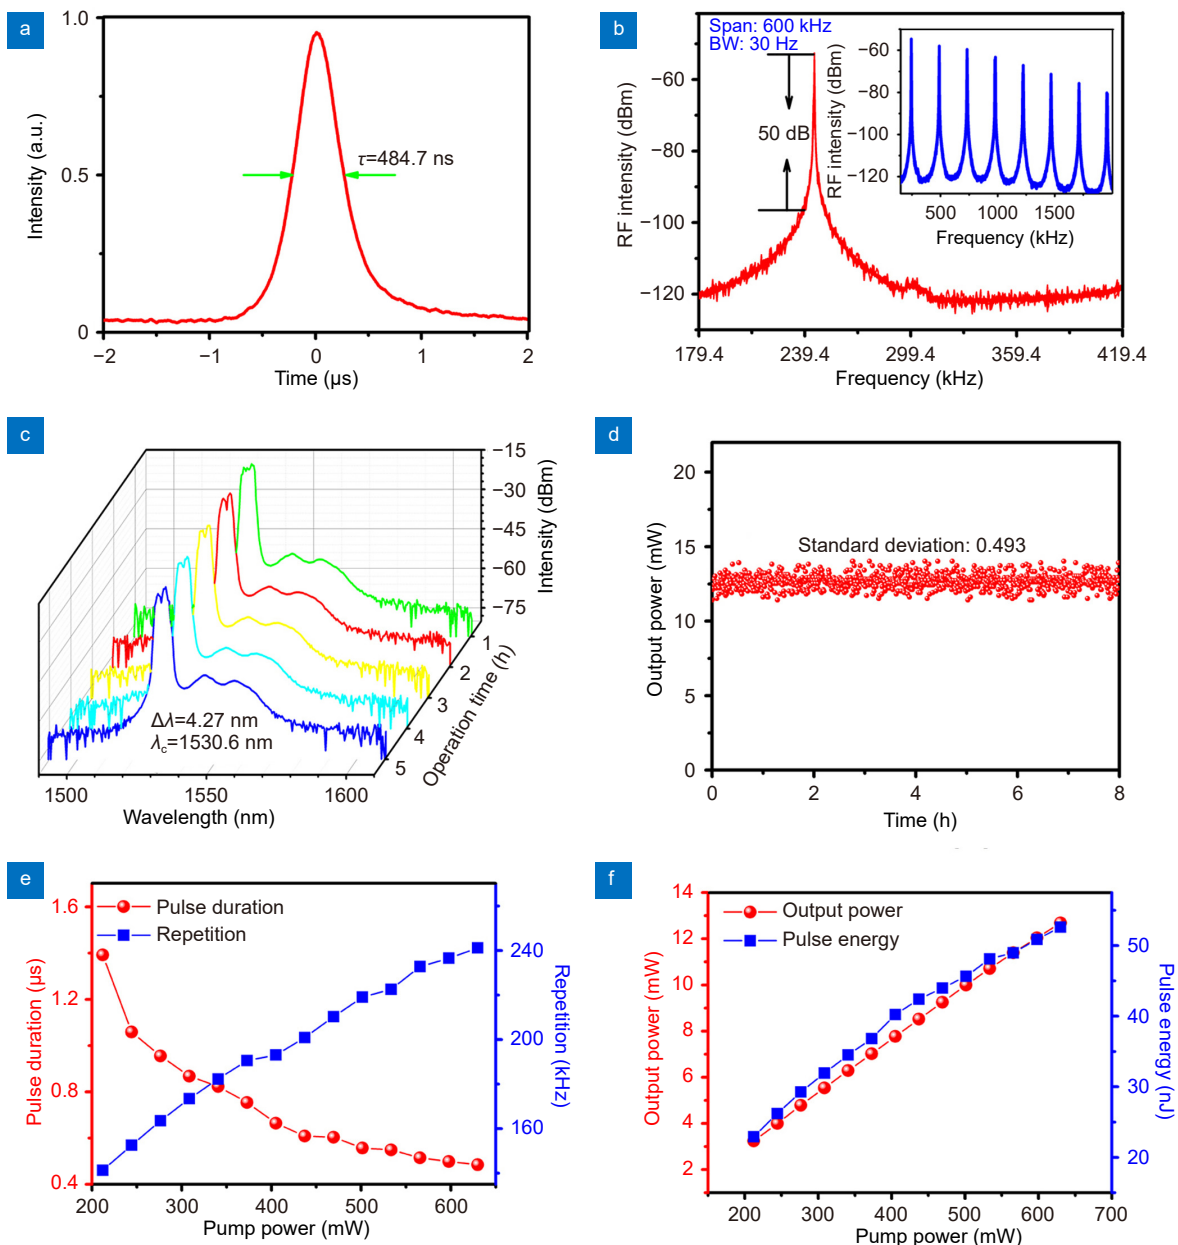 a
1.0
0.5
0
Intensity (a.u.)
τ=484.7 ns
−2
−1
0
1
2
Time (μs)
b
Span: 600 kHz
BW: 30 Hz
−60
−80
−100
−120
RF intensity (dBm)
50 dB
179.4
239.4
299.4
359.4
419.4
Frequency (kHz)
−60
−80
−100
−120
RF intensity (dBm)
500
1000
1500
Frequency (kHz)
c
−15
−30
−45
−60
−75
Intensity (dBm)
1
2
3
4
5
Operation time (h)
Δλ=4.27 nm
λc=1530.6 nm
1500
1550
1600
Wavelength (nm)
d
20
15
10
5
0
Output power (mW)
Standard deviation: 0.493
0
2
4
6
8
Time (h)
e
1.6
1.2
0.8
0.4
Pulse duration (μs)
Pulse duration
Repetition
240
200
160
Repetition (kHz)
200
300
400
500
600
Pump power (mW)
f
14
12
10
8
6
4
2
Output power (mW)
Output power
Pulse energy
50
40
30
20
Pulse energy (nJ)
200
300
400
500
600
700
Pump power (mW)